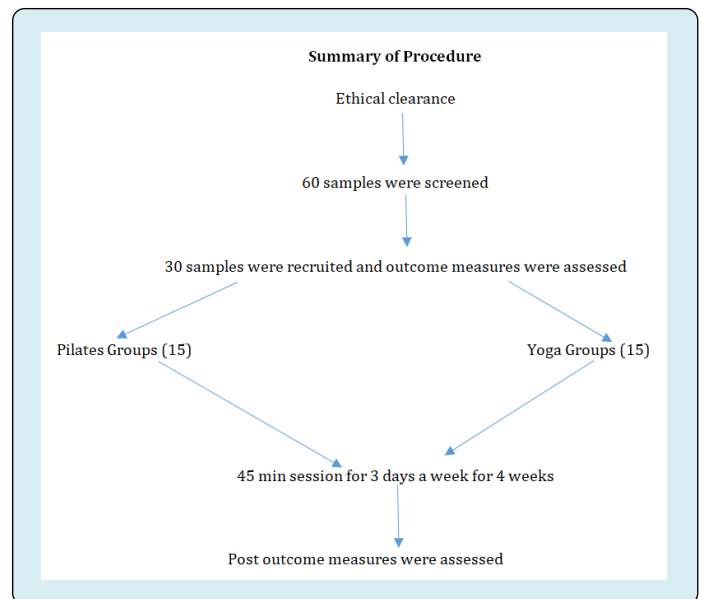 Summary of Procedure
Ethical clearance
60 samples were screened
30 samples were recruited and outcome measures were assessed
Pilates Groups (15)
Yoga Groups (15)
45 min session for 3 days a week for 4 weeks
Post outcome measures were assessed